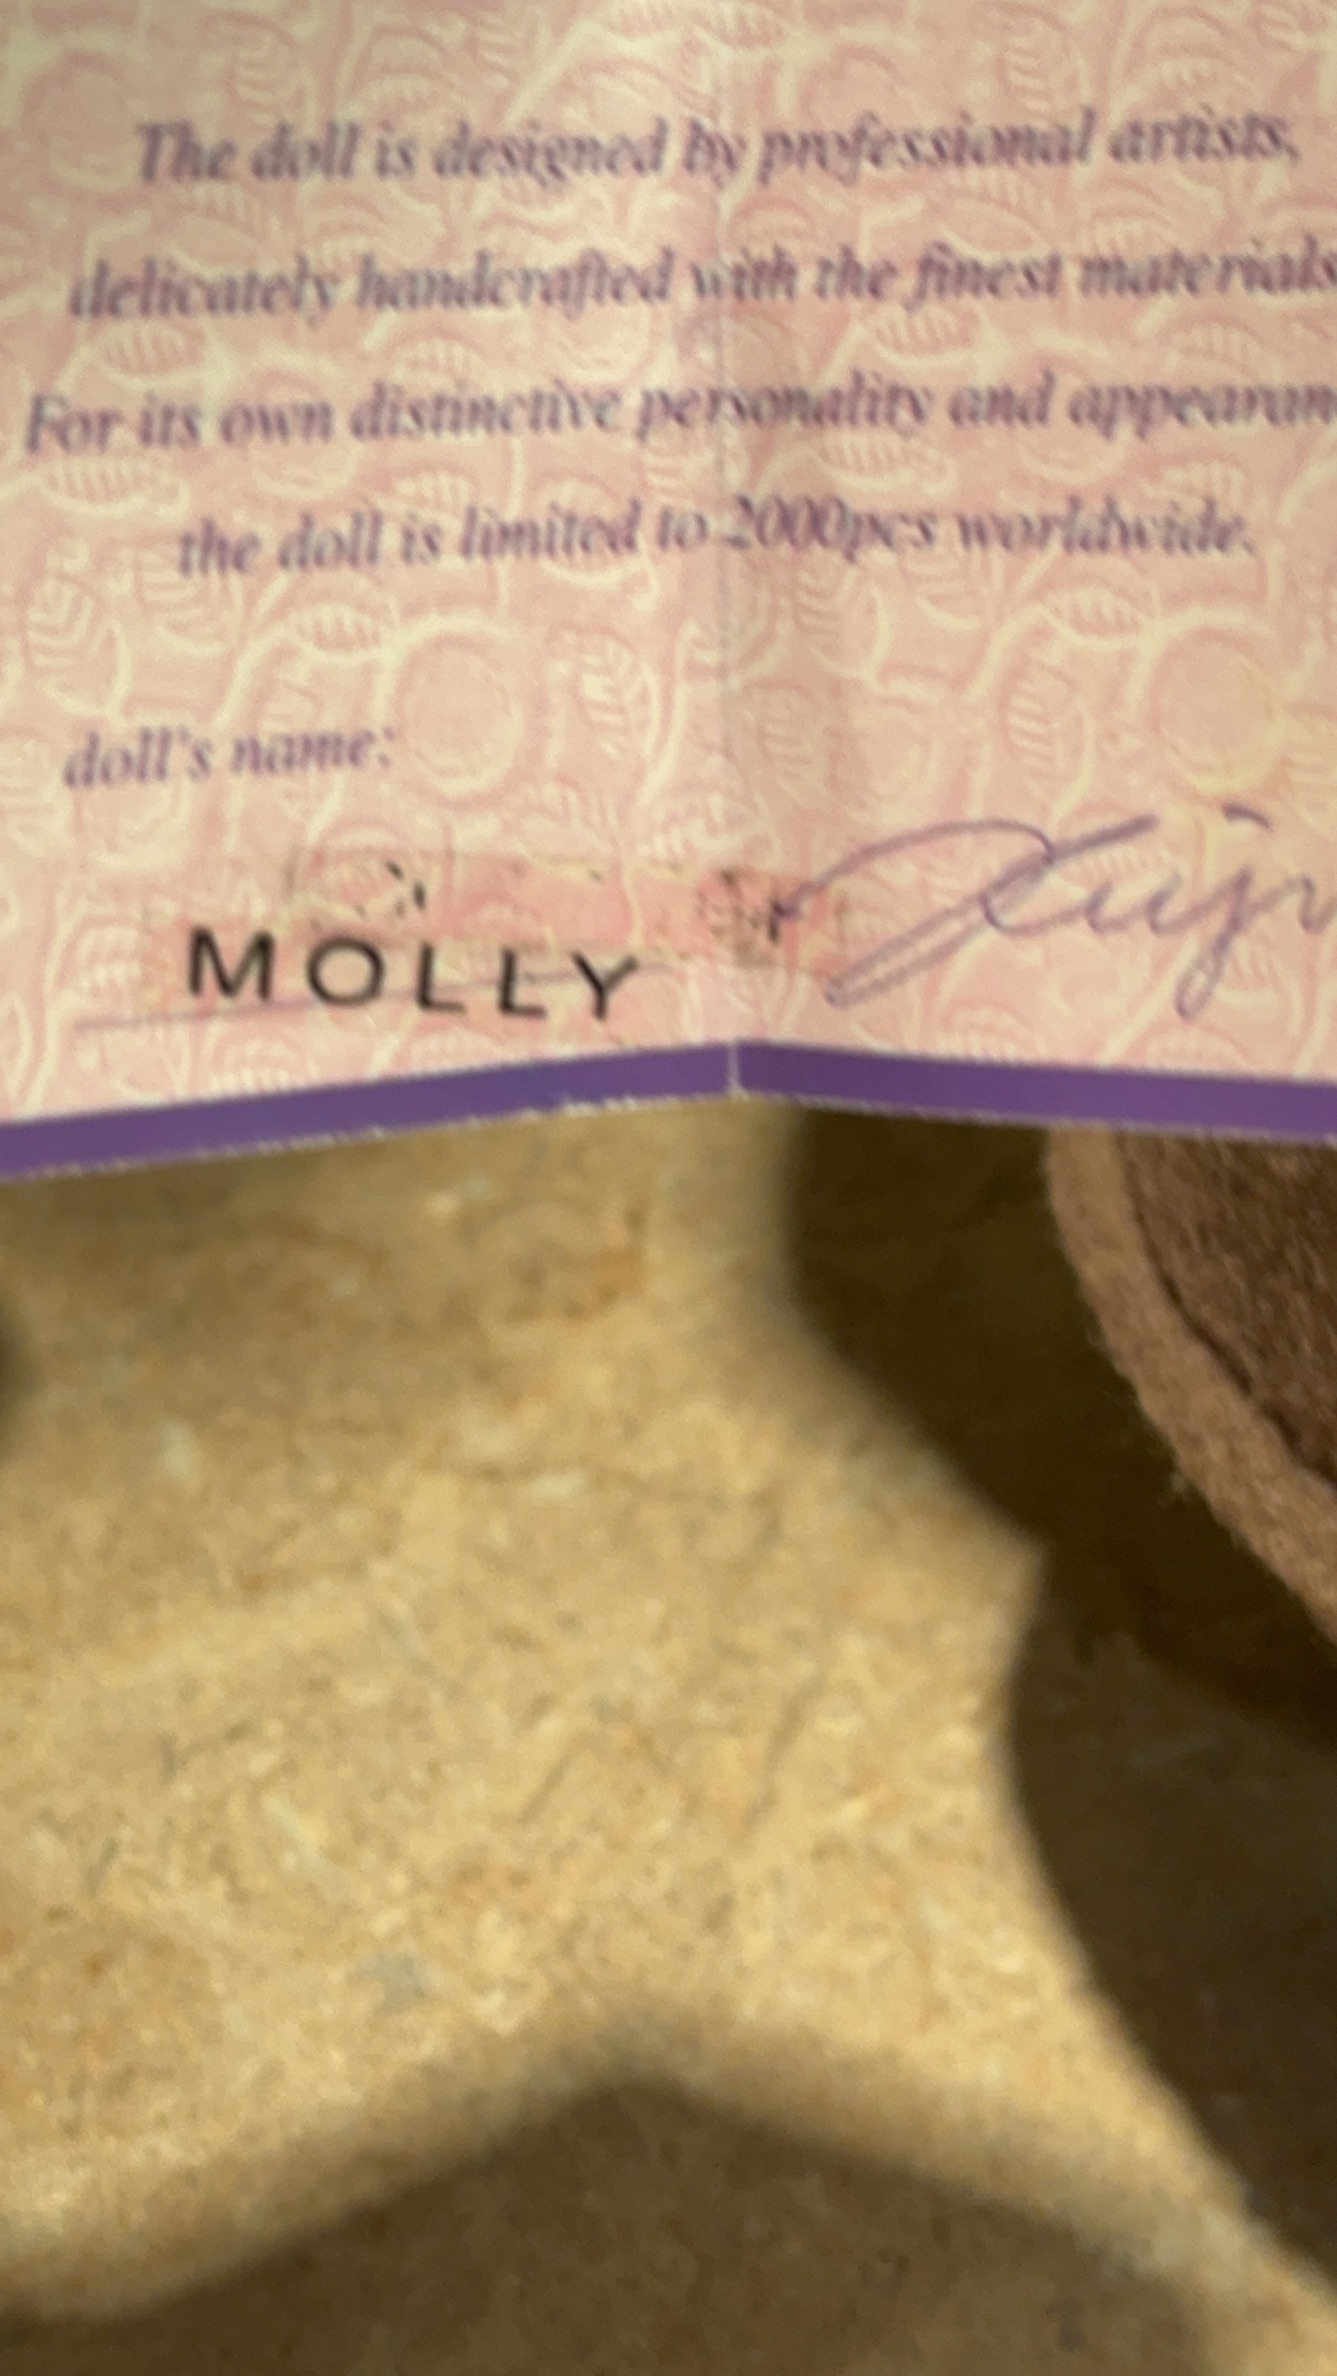 The doll is designed by professional artists,
delicately handcrafted with the finest materials
For its own distinctive personality and appearan
the doll is limited to 2000pcs worldwide.
doll's name:
MOLLY